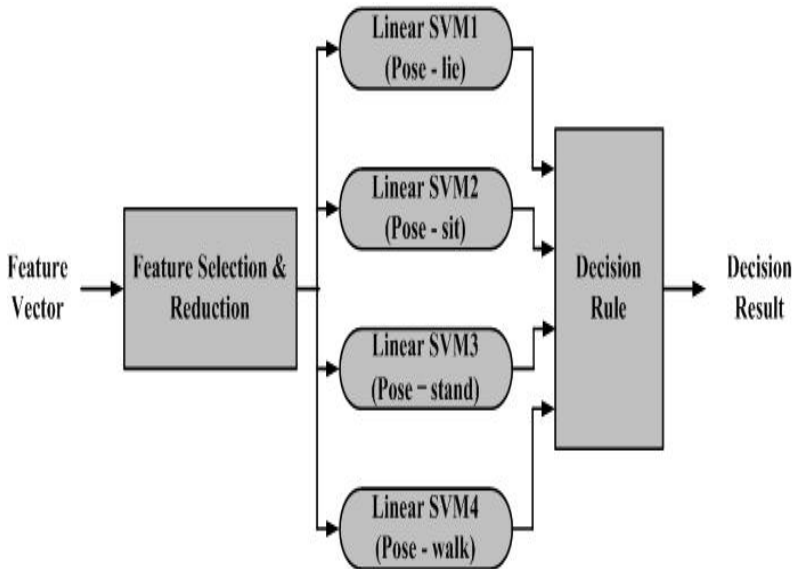 Feature
Vector
Feature Selection &
Reduction
Linear SVM1
(Pose - lie)
Linear SVM2
(Pose - sit)
Linear SVM3
(Pose – stand)
Linear SVM4
(Pose - walk)
Decision
Rule
Decision
Result